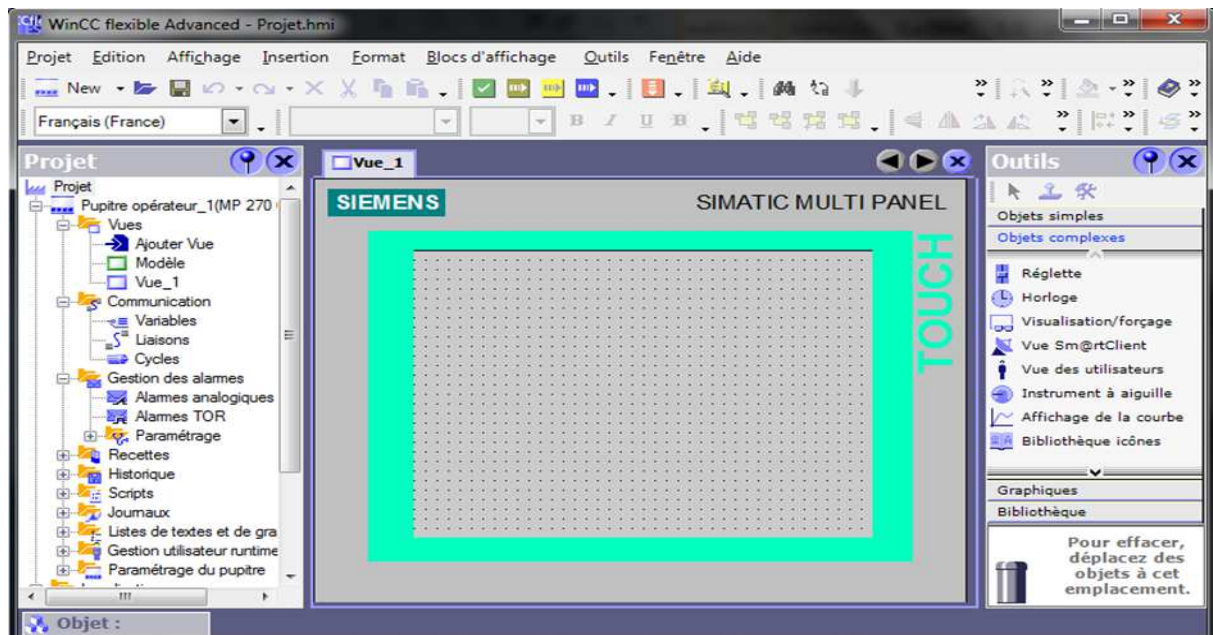 WinCC flexible Advanced - Projet.hmi
Projet Edition Affichage Insertion Format Blocs d'affichage Outils Fenêtre Aide
New
Français (France)
B I U B
Projet
Projet
Pupitre opérateur_1(MP 270
Vues
Ajouter Vue
Modèle
Vue_1
Communication
Variables
Liaisons
Cycles
Gestion des alarmes
Alarmes analogiques
Alarmes TOR
Paramétrage
Recettes
Historique
Scripts
Journaux
Listes de textes et de gra
Gestion utilisateur runtime
Paramétrage du pupitre
Vue_1
SIEMENS
SIMATIC MULTI PANEL
TOUCH
Outils
Objets simples
Objets complexes
Réglette
Horloge
Visualisation/forçage
Vue Sm@rtClient
Vue des utilisateurs
Instrument à aiguille
Affichage de la courbe
Bibliothèque icônes
Graphiques
Bibliothèque
Pour effacer,
déplacez des
objets à cet
emplacement.
Objet :